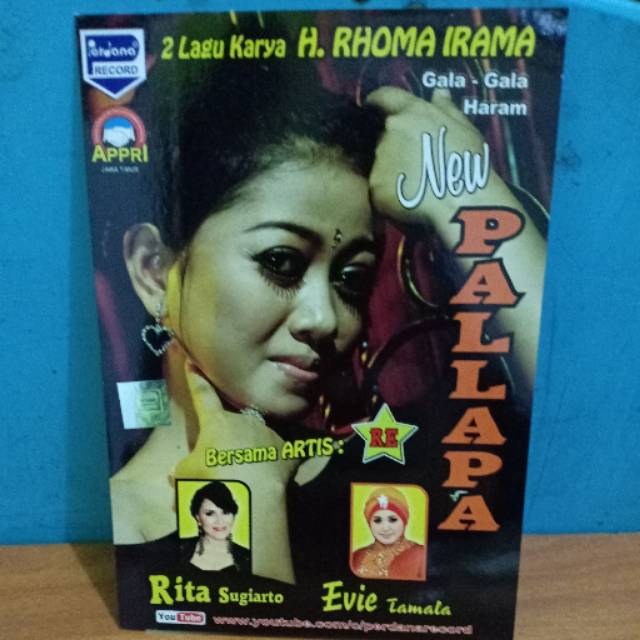 Perdana
RECORD
2 Lagu Karya H. RHOMA IRAMA
Gala - Gala
Haram
APPRI
JAWA TIMUR
New
PALLAPA
Bersama ARTIS :
RE
Rita Sugiarto
Evie Tamala
YouTube www.youtube.com/c/perdanarecord